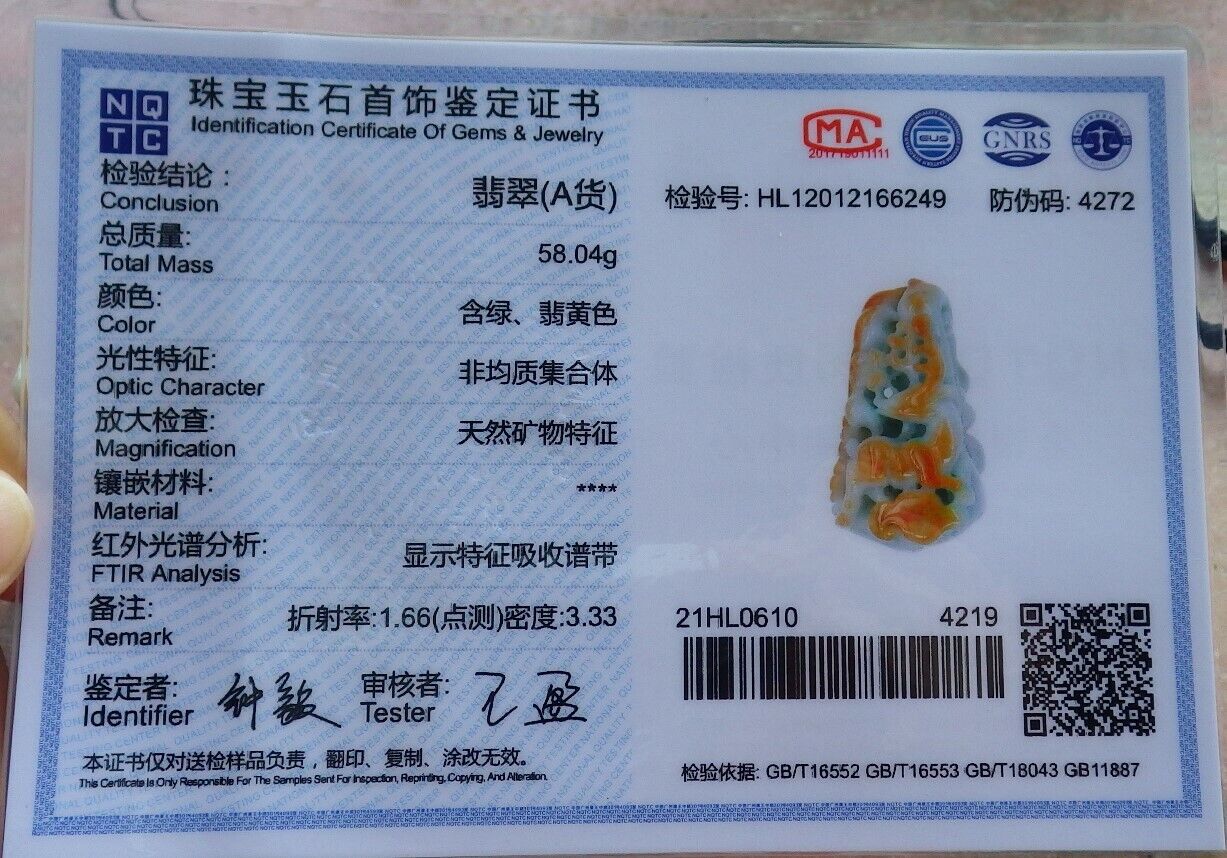 NQTC
珠宝玉石首饰鉴定证书
Identification Certificate Of Gems & Jewelry
检验结论:
Conclusion
翡翠(A货)
总质量:
Total Mass
58.04g
颜色:
Color
含绿、翡黄色
光性特征:
Optic Character
非均质集合体
放大检查:
Magnification
天然矿物特征
镶嵌材料:
Material
****
红外光谱分析:
FTIR Analysis
显示特征吸收谱带
备注:
Remark
折射率:1.66(点测)密度:3.33
鉴定者:
Identifier
审核者:
Tester
本证书仅对送检样品负责,翻印、复制、涂改无效。
This Certificate Is Only Responsible For The Samples Sent For Inspection, Reprinting, Copying, And Alteration.
MA
GNRS
检验号: HL12012166249 防伪码: 4272
21HL0610 4219
检验依据: GB/T16552 GB/T16553 GB/T18043 GB11887